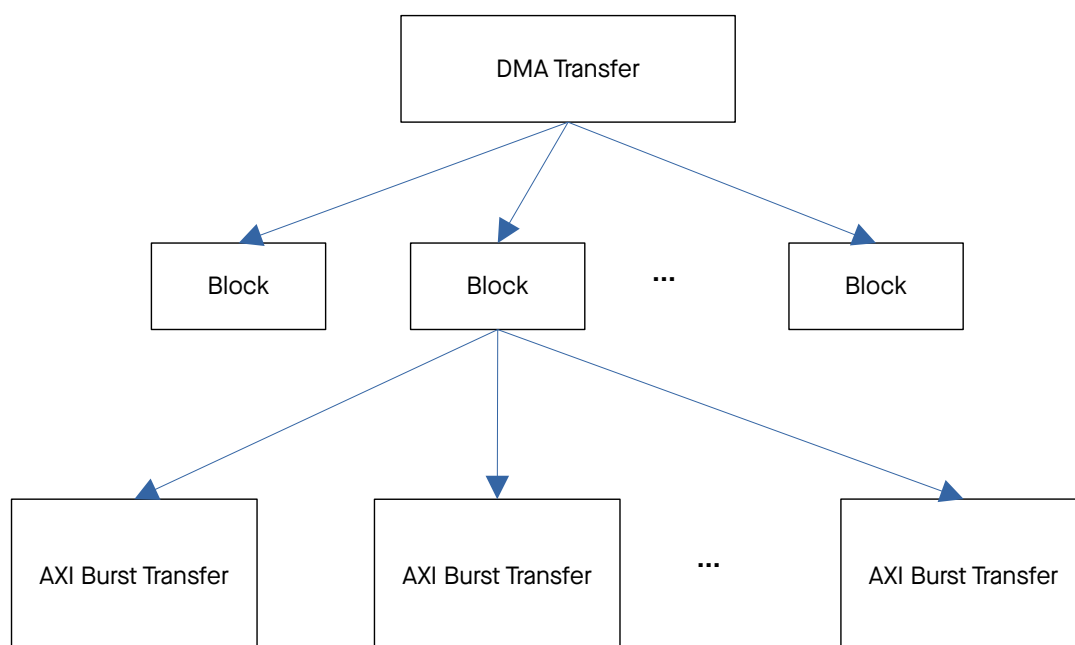 DMA Transfer
Block
Block
...
Block
AXI Burst Transfer
AXI Burst Transfer
...
AXI Burst Transfer